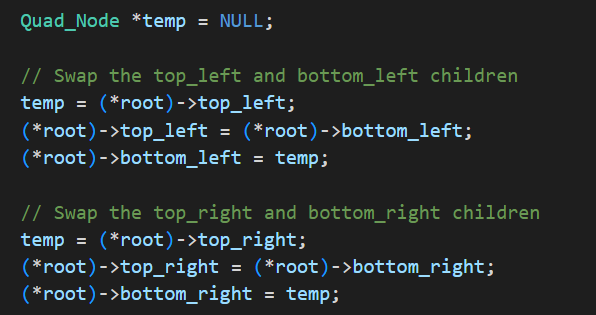 Quad_Node *temp = NULL;
// Swap the top_left and bottom_left children
temp = (*root)->top_left;
(*root)->top_left = (*root)->bottom_left;
(*root)->bottom_left = temp;
// Swap the top_right and bottom_right children
temp = (*root)->top_right;
(*root)->top_right = (*root)->bottom_right;
(*root)->bottom_right = temp;